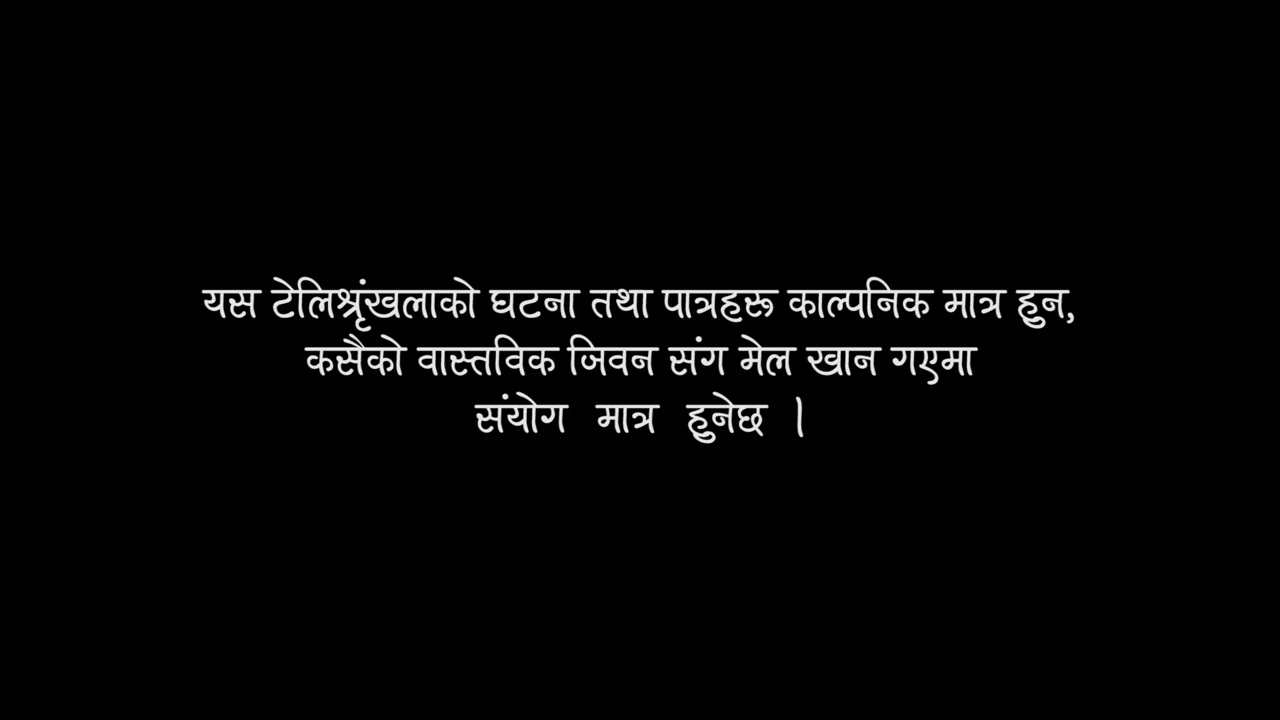 यस टेलिश्रृंखलाको घटना तथा पात्रहरू काल्पनिक मात्र हुन,
कसैको वास्तविक जिवन संग मेल खान गएमा
संयोग मात्र हुनेछ ।